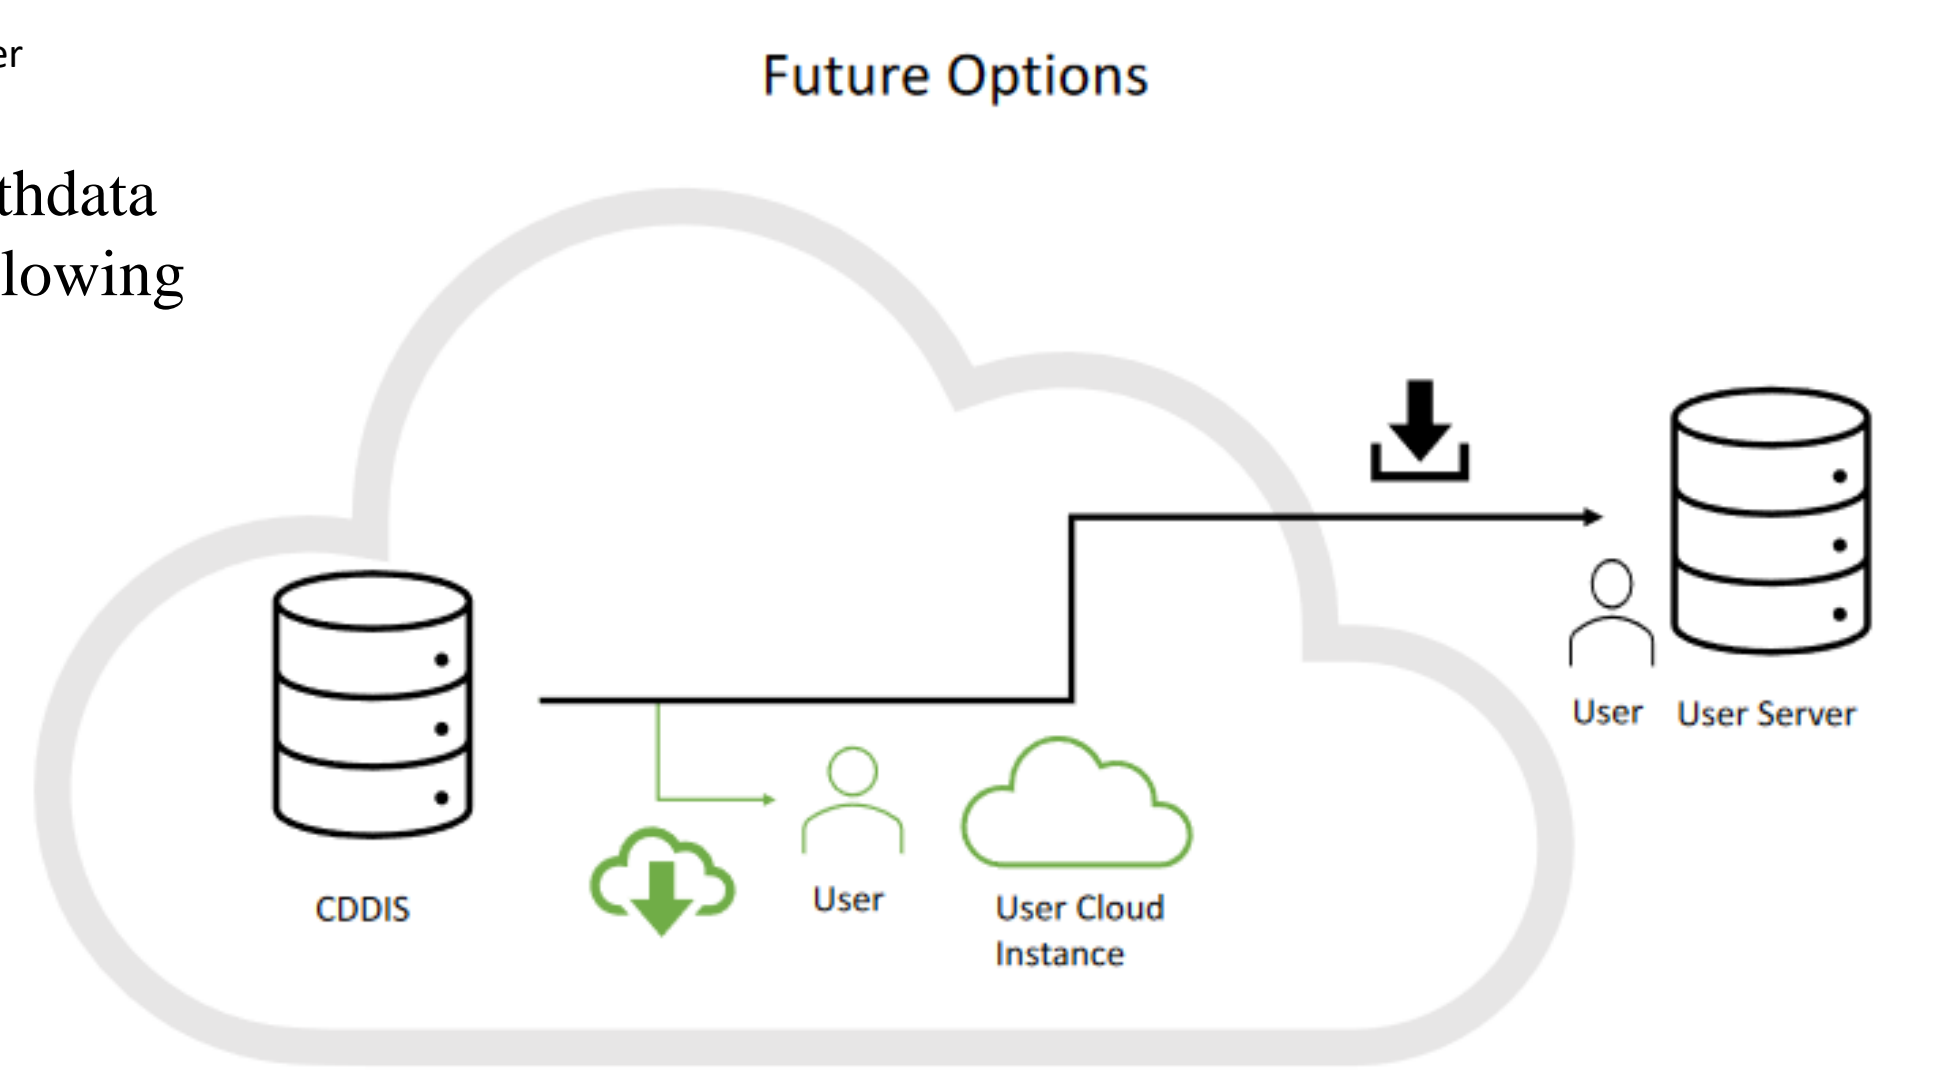 er
Future Options
thdata
lowing
User
User Server
CDDIS
User
User Cloud
Instance